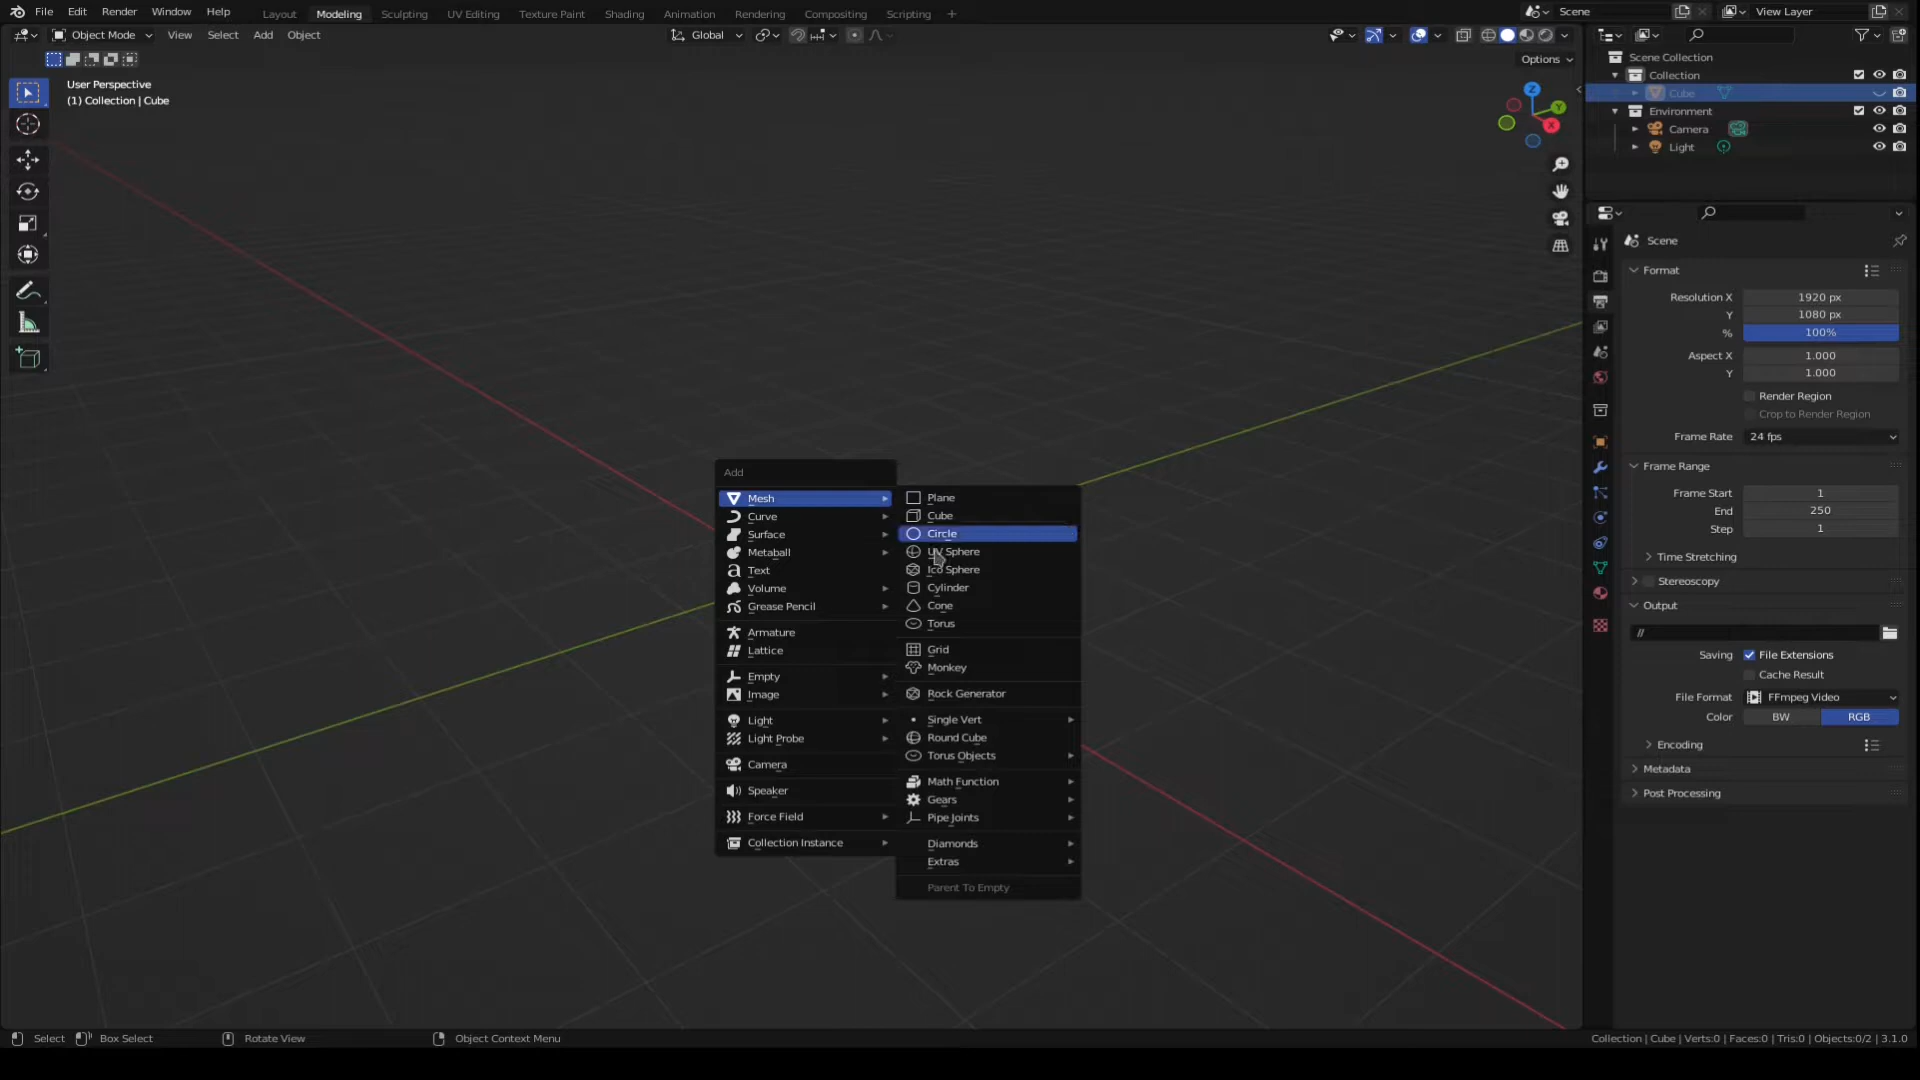 File Edit Render Window Help Layout Modeling Sculpting UV Editing Texture Paint Shading Animation Rendering Compositing Scripting + Scene View Layer
Object Mode View Select Add Object Global
Options
User Perspective
(1) Collection | Cube
Z
Y
X
Scene Collection
Collection
Cube
Environment
Camera
Light
Scene
Format
Resolution X 1920 px
Y 1080 px
% 100%
Aspect X 1.000
Y 1.000
Render Region
Crop to Render Region
Frame Rate 24 fps
Frame Range
Frame Start 1
End 250
Step 1
Time Stretching
Stereoscopy
Output
//
Saving File Extensions
Cache Result
File Format FFmpeg Video
Color BW RGB
Encoding
Metadata
Post Processing
Add
Mesh
Curve
Surface
Metaball
Text
Volume
Grease Pencil
Armature
Lattice
Empty
Image
Light
Light Probe
Camera
Speaker
Force Field
Collection Instance
Plane
Cube
Circle
UV Sphere
Ico Sphere
Cylinder
Cone
Torus
Grid
Monkey
Rock Generator
Single Vert
Round Cube
Torus Objects
Math Function
Gears
Pipe Joints
Diamonds
Extras
Parent To Empty
Select Box Select Rotate View Object Context Menu Collection | Cube | Verts:0 | Faces:0 | Tris:0 | Objects:0/2 | 3.1.0